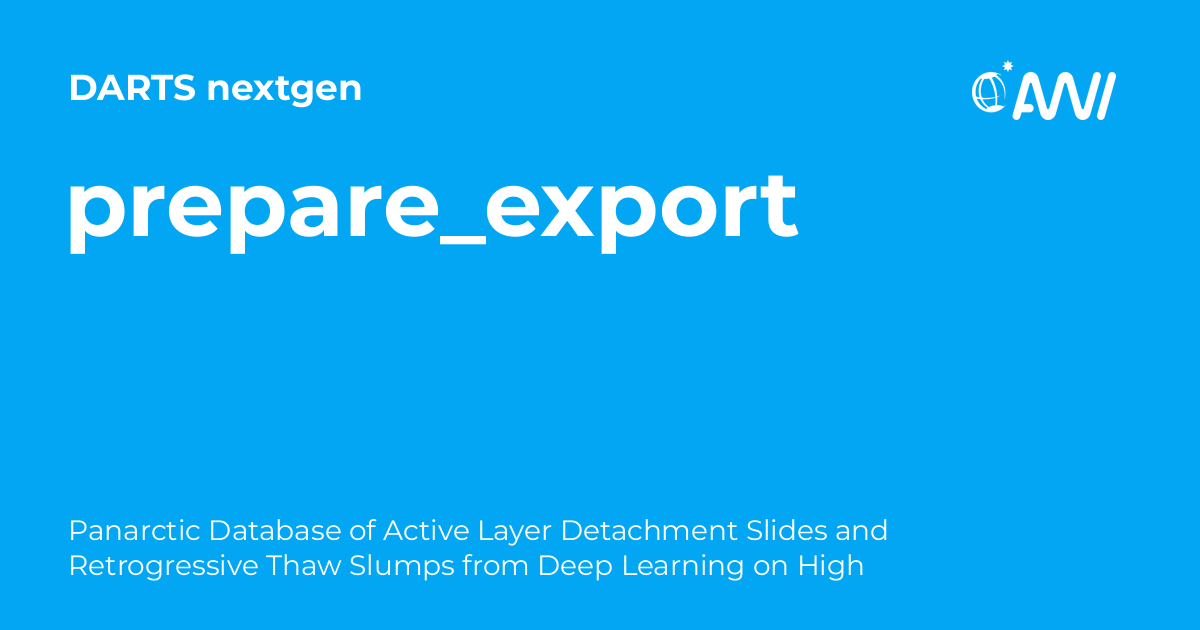 DARTS nextgen
AWI
prepare_export
Panarctic Database of Active Layer Detachment Slides and
Retrogressive Thaw Slumps from Deep Learning on High